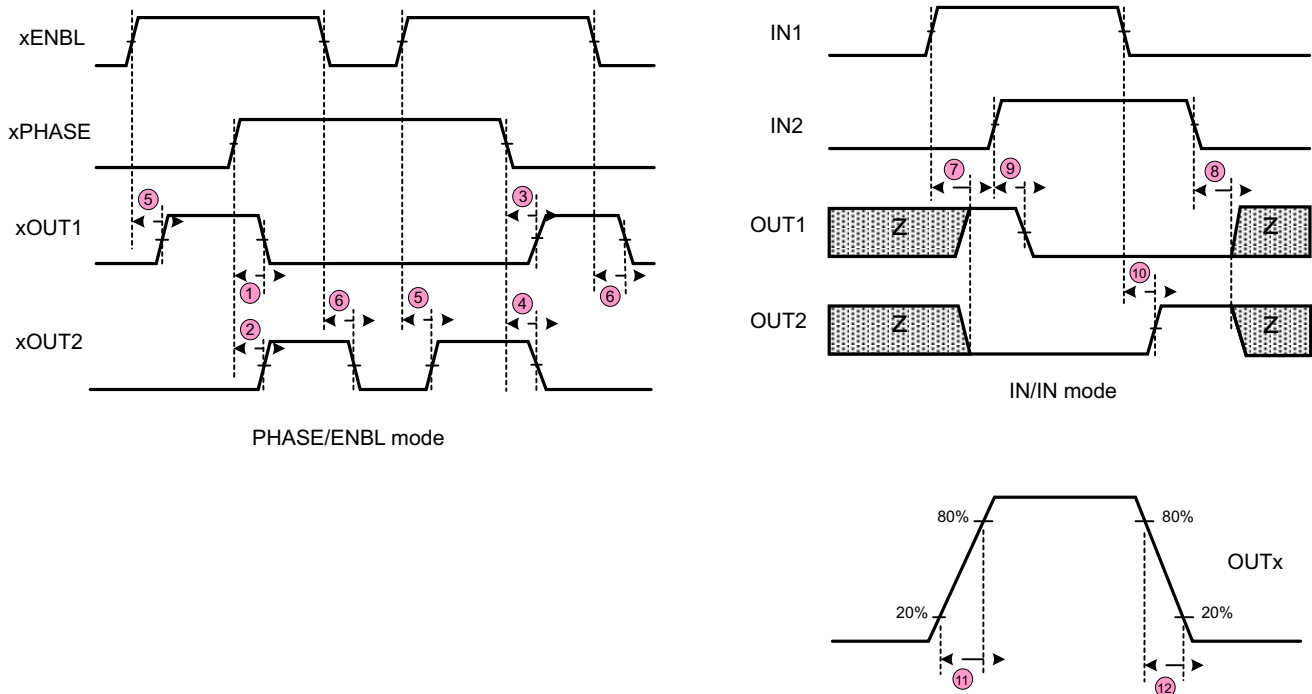 xENBL
xPHASE
5
3
xOUT1
1
6
5
6
4
2
xOUT2
PHASE/ENBL mode
IN1
IN2
7
9
8
OUT1
Z
Z
10
OUT2
Z
Z
IN/IN mode
80%
80%
OUTx
20%
20%
11
12